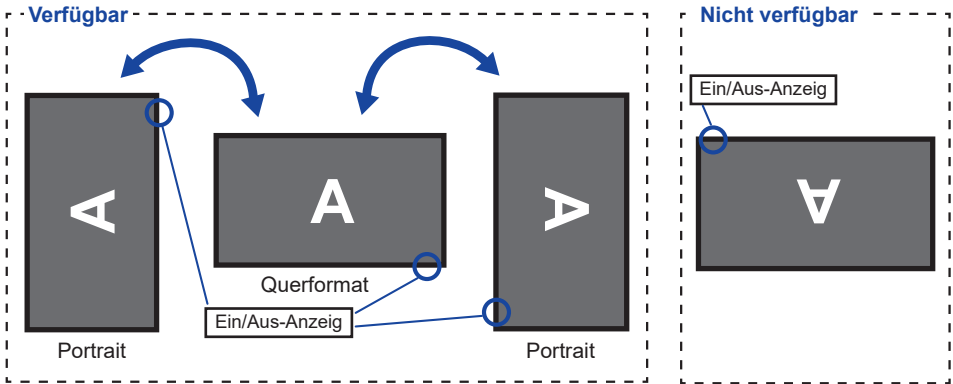 Verfügbar
Nicht verfügbar
Ein/Aus-Anzeig
A
A
A
A
Querformat
Ein/Aus-Anzeig
Portrait
Portrait